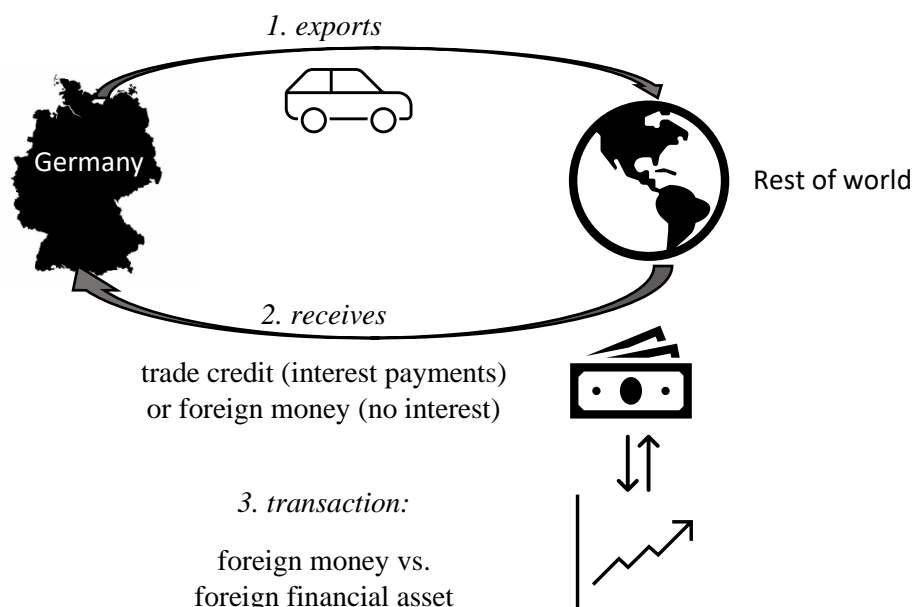 1. exports
Germany
Rest of world
2. receives
trade credit (interest payments)
or foreign money (no interest)
3. transaction:
foreign money vs.
foreign financial asset